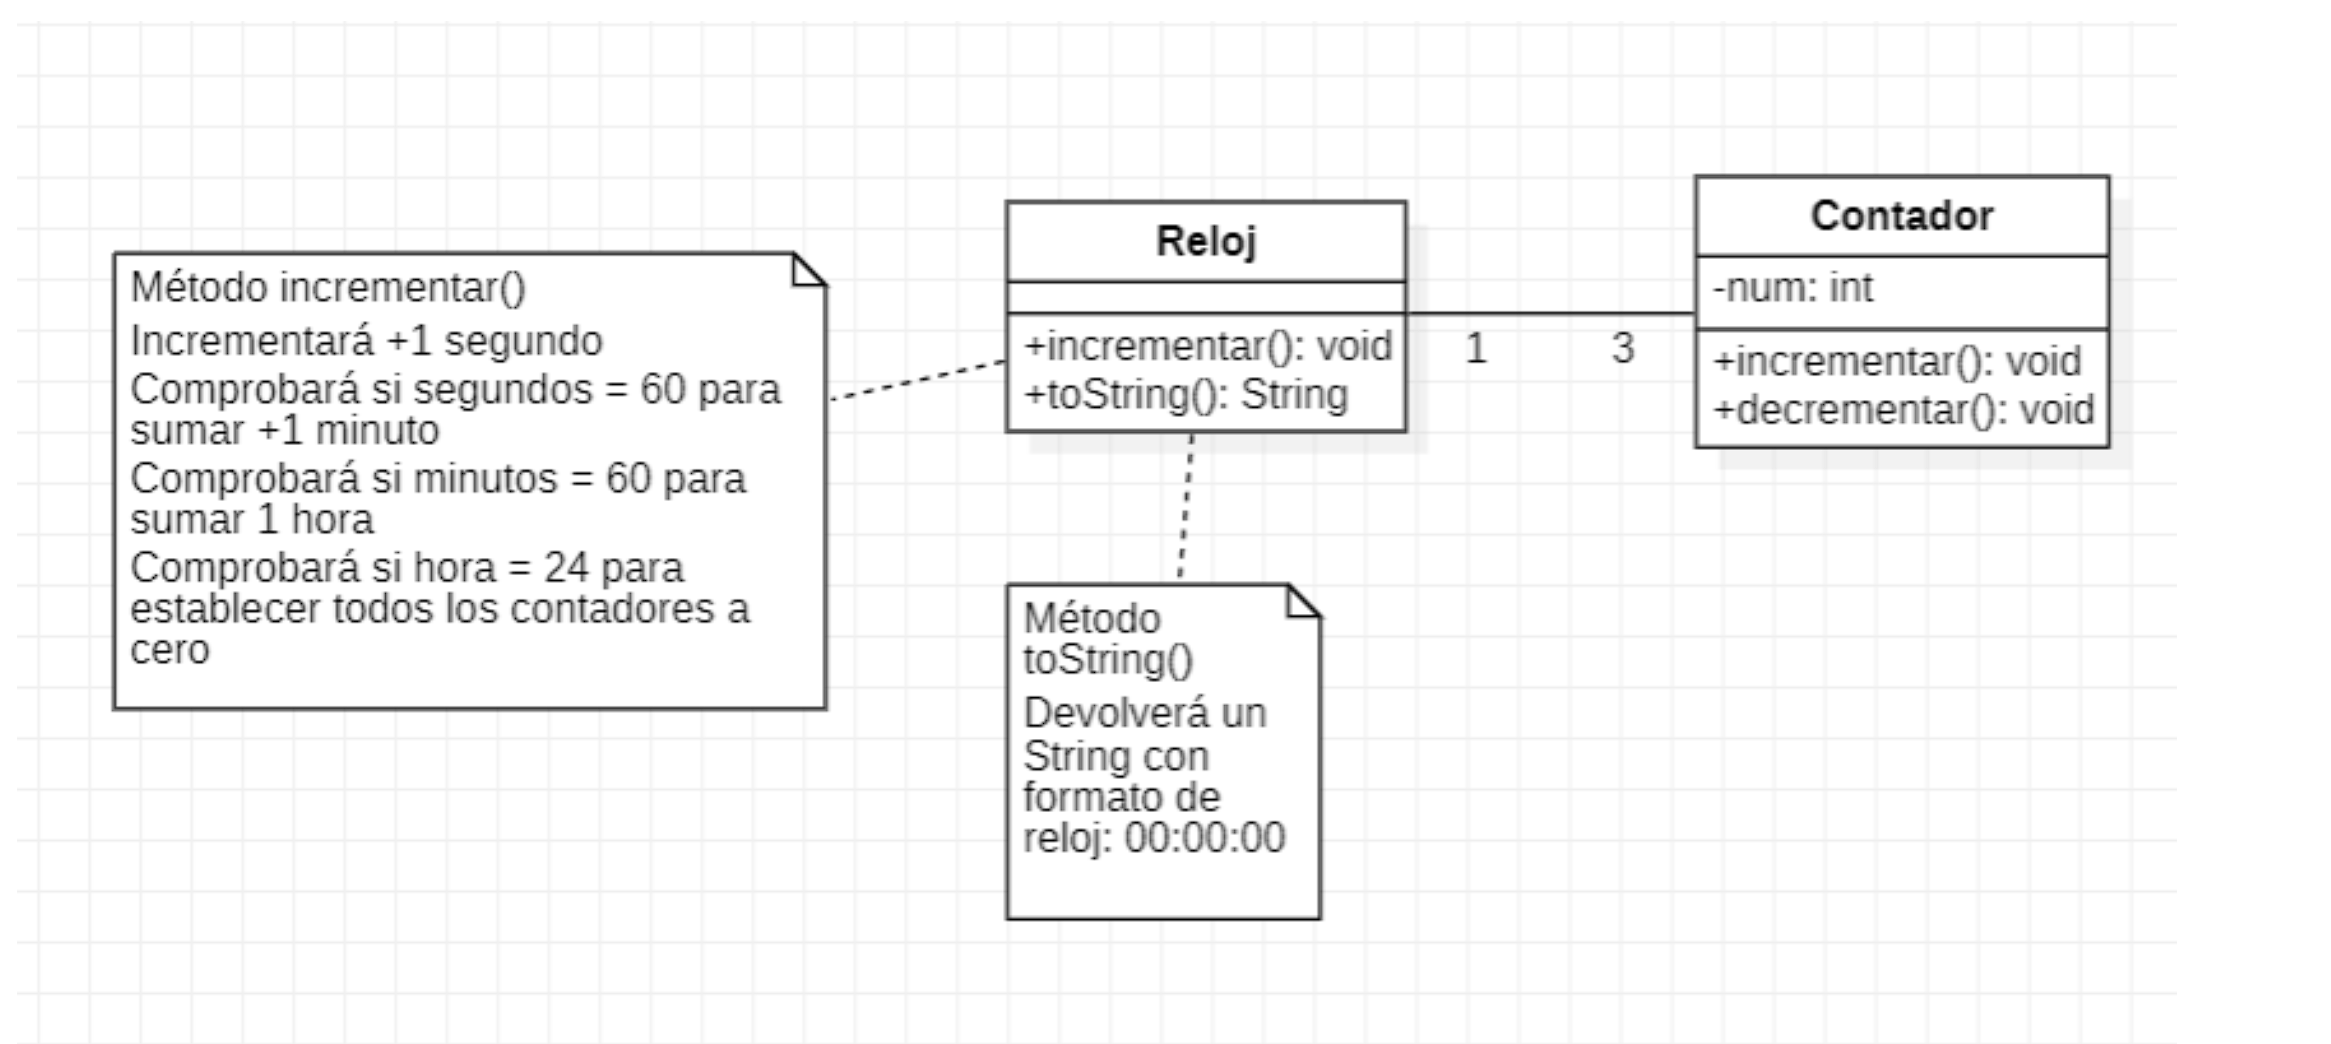 Método incrementar()
Incrementará +1 segundo
Comprobará si segundos = 60 para
sumar +1 minuto
Comprobará si minutos = 60 para
sumar 1 hora
Comprobará si hora = 24 para
establecer todos los contadores a
cero
Reloj
+incrementar(): void
+toString(): String
1
3
Contador
-num: int
+incrementar(): void
+decrementar(): void
Método
toString()
Devolverá un
String con
formato de
reloj: 00:00:00